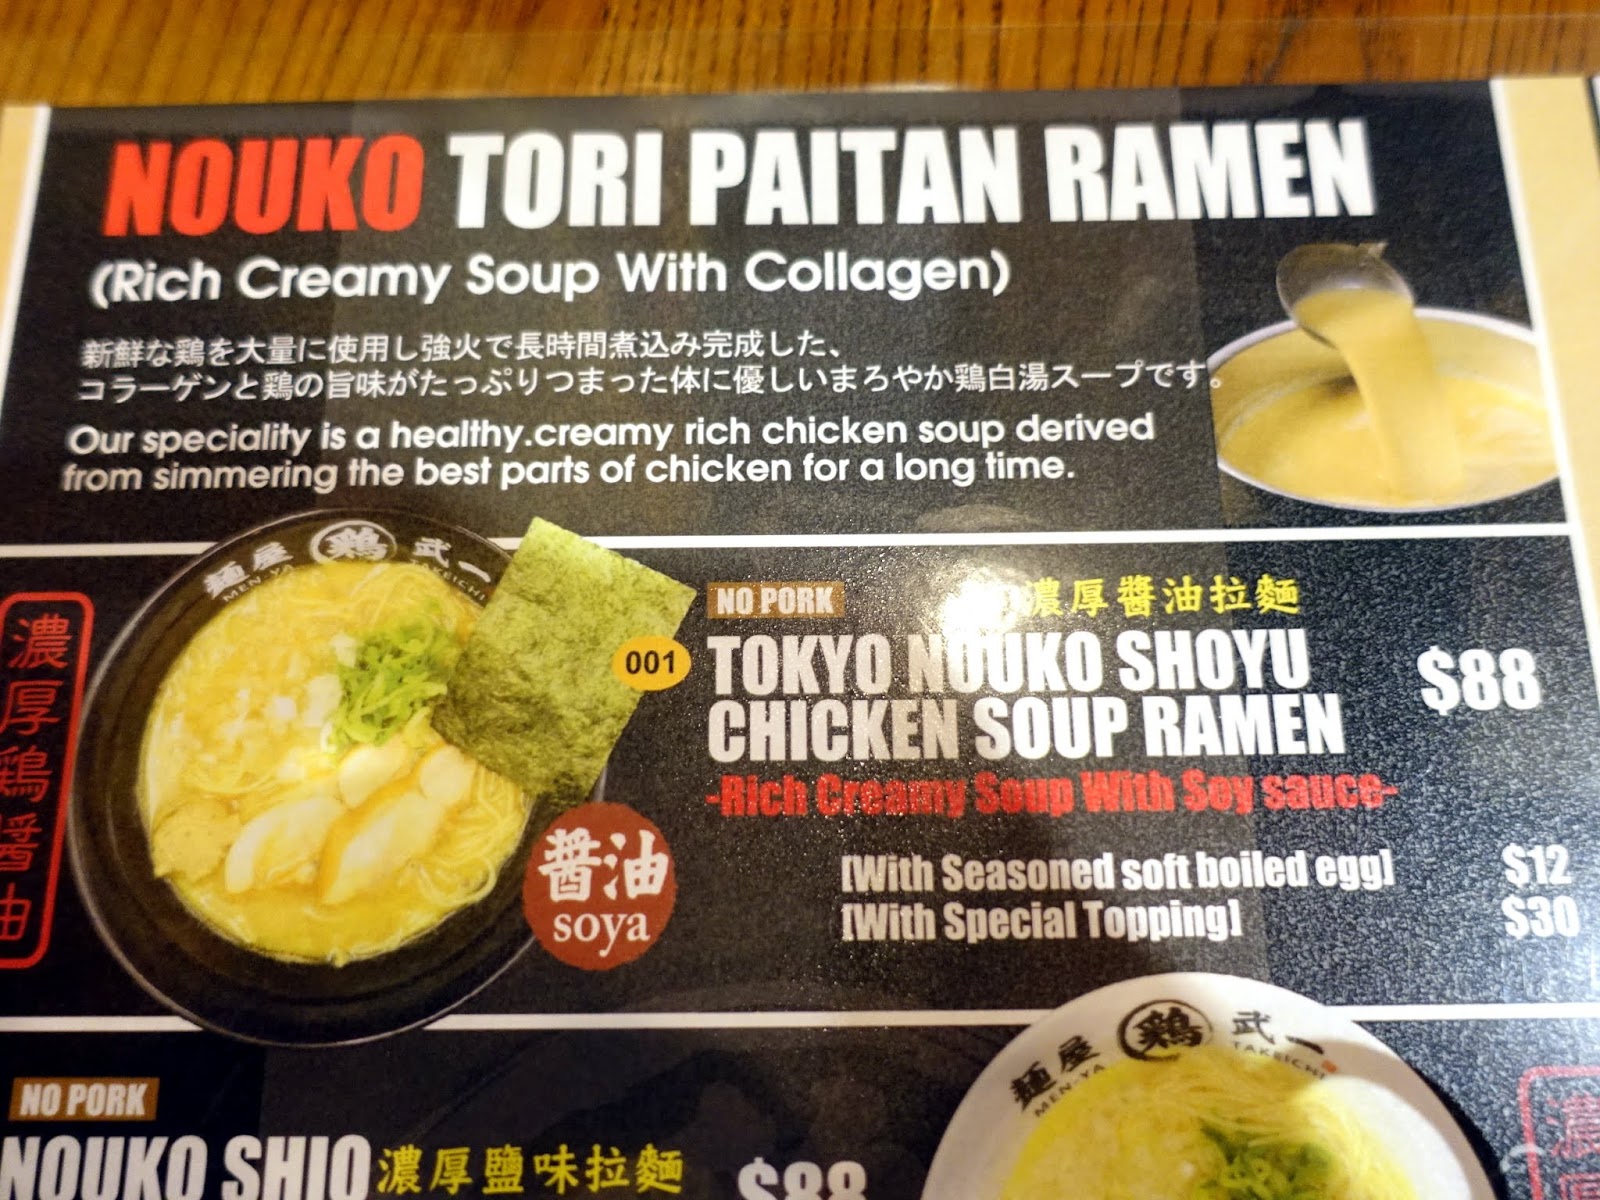 NOUKO TORI PAITAN RAMEN
(Rich Creamy Soup With Collagen)
新鮮な鶏を大量に使用し強火で長時間煮込み完成した、
コラーゲンと鶏の旨味がたっぷりつまった体に優しいまろやか鶏白湯スープです。
Our speciality is a healthy.creamy rich chicken soup derived
from simmering the best parts of chicken for a long time.
麺屋 鶏 武一
MEN-YA TAKEICHI
濃厚鶏醤油
001
醤油
soya
NO PORK
濃厚醬油拉麵
TOKYO NOUKO SHOYU
CHICKEN SOUP RAMEN
$88
-Rich Creamy Soup With Soy sauce-
[With Seasoned soft boiled egg] $12
[With Special Topping] $30
NO PORK
NOUKO SHIO 濃厚鹽味拉麵 $88
麺屋 鶏 武一
MEN-YA TAKEICHI
濃厚